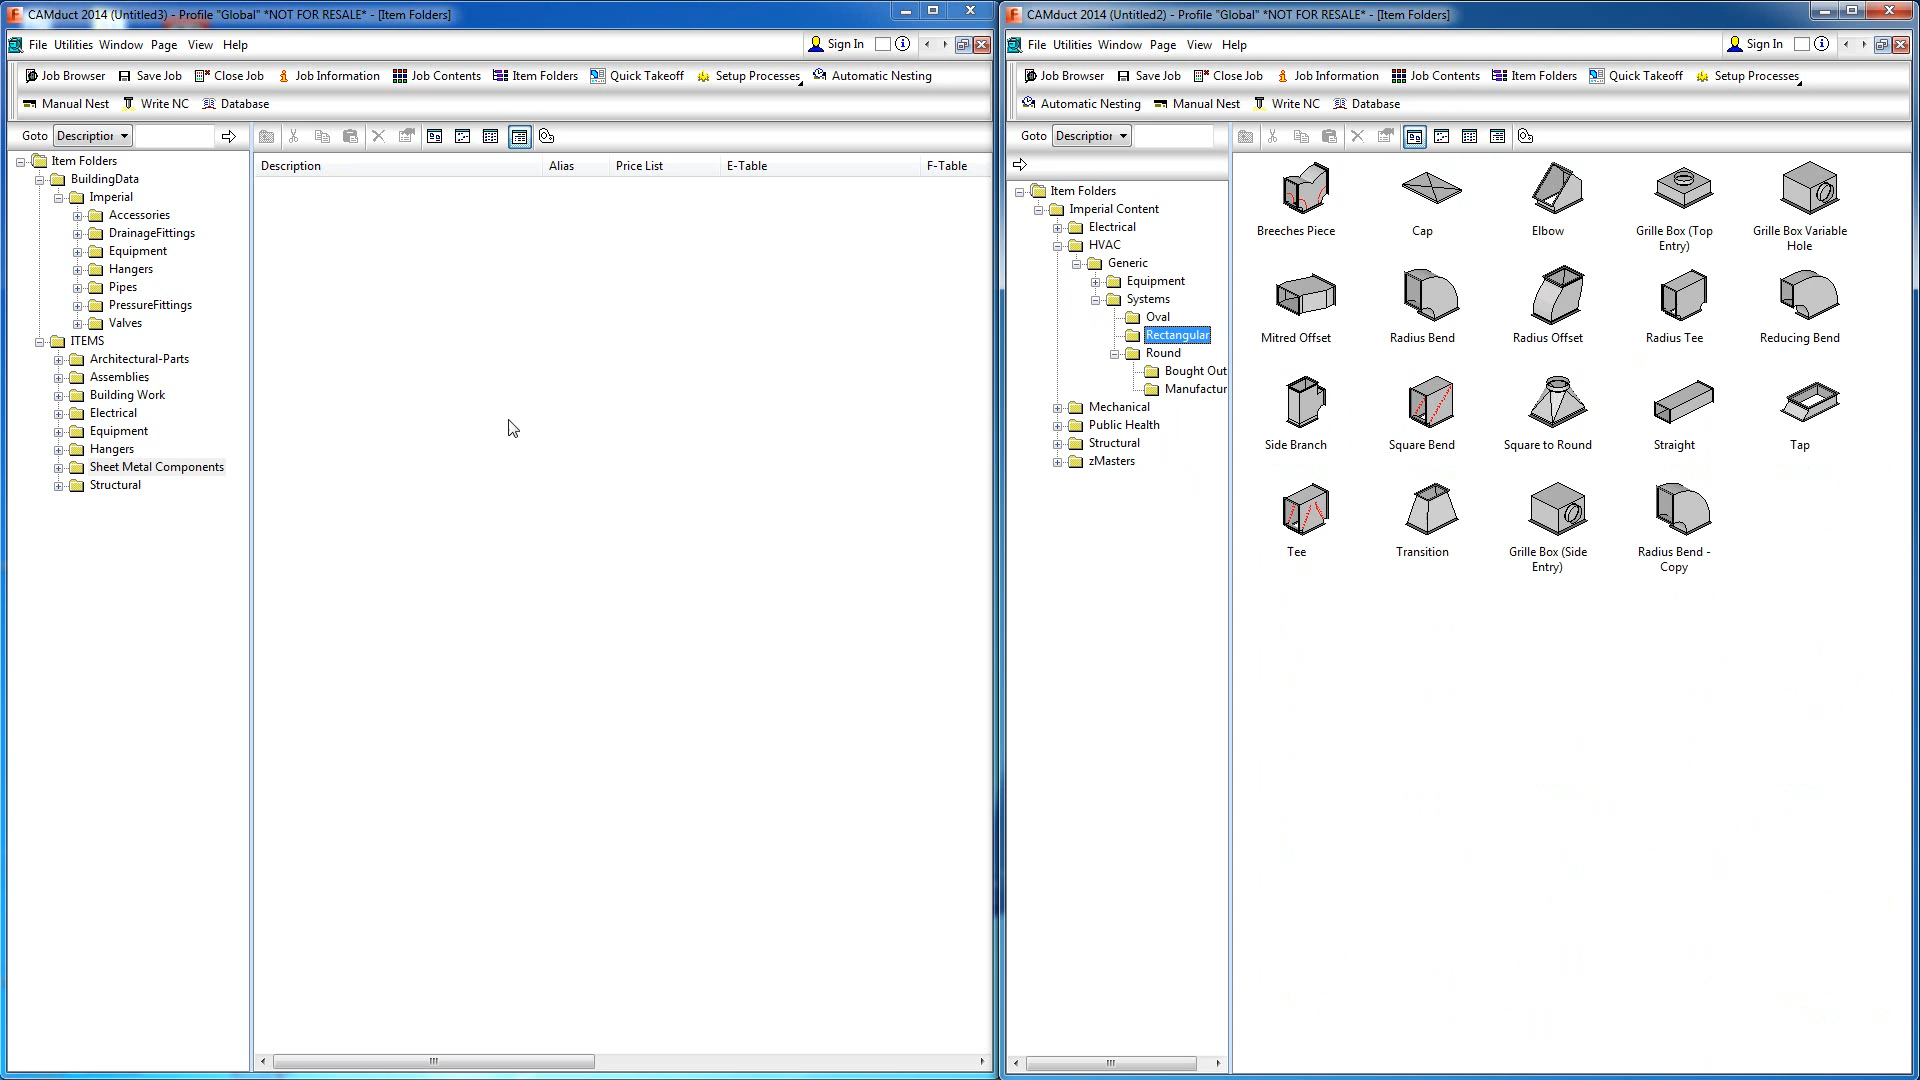 CAMduct 2014 (Untitled3) - Profile "Global" *NOT FOR RESALE* - [Item Folders]
File Utilities Window Page View Help
Sign In
Job Browser Save Job Close Job Job Information Job Contents Item Folders Quick Takeoff Setup Processes Automatic Nesting
Manual Nest Write NC Database
Goto Description
Item Folders
BuildingData
Imperial
Accessories
DrainageFittings
Equipment
Hangers
Pipes
PressureFittings
Valves
ITEMS
Architectural-Parts
Assemblies
Building Work
Electrical
Equipment
Hangers
Sheet Metal Components
Structural
Description Alias Price List E-Table F-Table
CAMduct 2014 (Untitled2) - Profile "Global" *NOT FOR RESALE* - [Item Folders]
File Utilities Window Page View Help
Sign In
Job Browser Save Job Close Job Job Information Job Contents Item Folders Quick Takeoff Setup Processes
Automatic Nesting Manual Nest Write NC Database
Goto Description
Item Folders
Imperial Content
Electrical
HVAC
Generic
Equipment
Systems
Oval
Rectangular
Round
Bought Out
Manufactur
Mechanical
Public Health
Structural
zMasters
Breeches Piece
Cap
Elbow
Grille Box (Top
Entry)
Grille Box Variable
Hole
Mitred Offset
Radius Bend
Radius Offset
Radius Tee
Reducing Bend
Side Branch
Square Bend
Square to Round
Straight
Tap
Tee
Transition
Grille Box (Side
Entry)
Radius Bend -
Copy